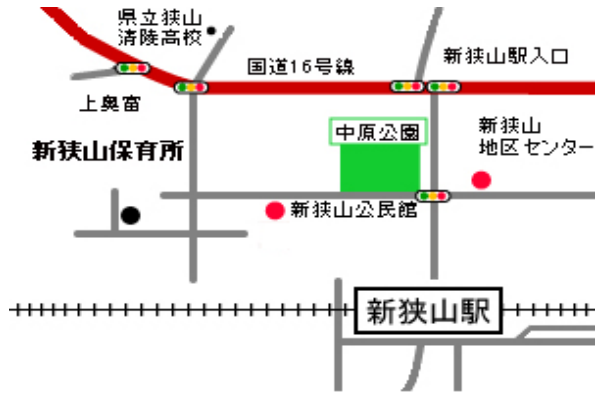 県立狭山
清陵高校
国道16号線
新狭山駅入口
上奥富
中原公園
新狭山
地区センター
新狭山保育所
新狭山公民館
新狭山駅